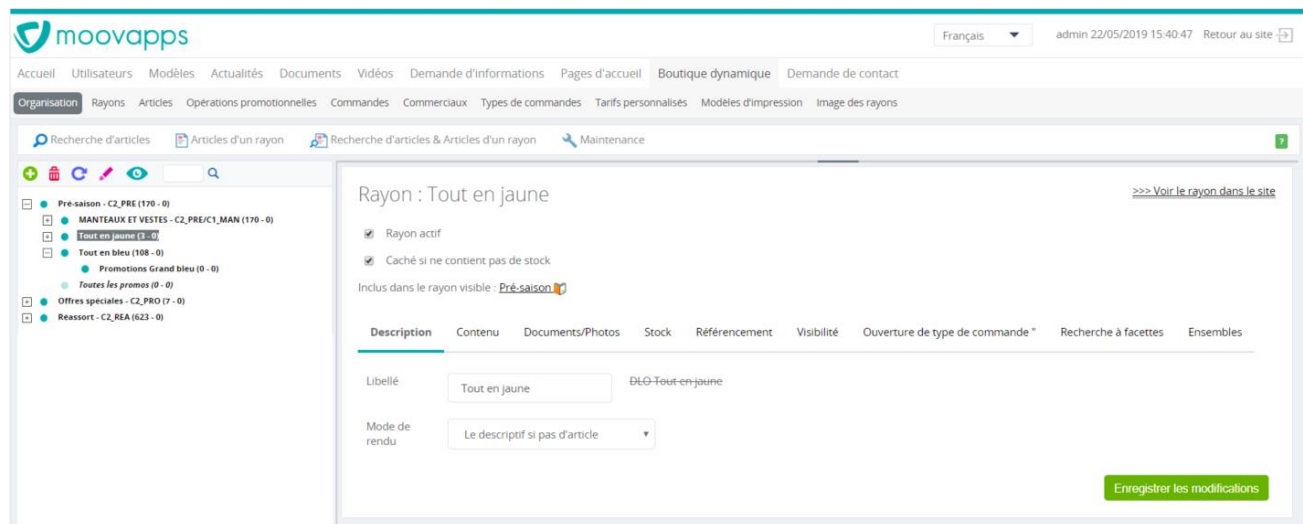 moovapps
Français
admin 22/05/2019 15:40:47 Retour au site
Accueil Utilisateurs Modèles Actualités Documents Vidéos Demande d'informations Pages d'accueil Boutique dynamique Demande de contact
Organisation Rayons Articles Opérations promotionnelles Commandes Commerciaux Types de commandes Tarifs personnalisés Modèles d'impression Image des rayons
Recherche d'articles Articles d'un rayon Recherche d'articles & Articles d'un rayon Maintenance ?
Pré-saison - C2_PRE (170 - 0)
MANTEAUX ET VESTES - C2_PRE/C1_MAN (170 - 0)
Tout en jaune (3 - 0)
Tout en bleu (108 - 0)
Promotions Grand bleu (0 - 0)
Toutes les promos (0 - 0)
Offres spéciales - C2_PRO (7 - 0)
Réassort - C2_REA (623 - 0)
Rayon : Tout en jaune
>>> Voir le rayon dans le site
Rayon actif
Caché si ne contient pas de stock
Inclus dans le rayon visible : Pré-saison
Description Contenu Documents/Photos Stock Référencement Visibilité Ouverture de type de commande " Recherche à facettes Ensembles
Libellé Tout en jaune DLO Tout en jaune
Mode de rendu Le descriptif si pas d'article
Enregistrer les modifications